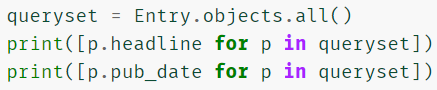 queryset = Entry.objects.all()
print([p.headline for p in queryset])
print([p.pub_date for p in queryset])